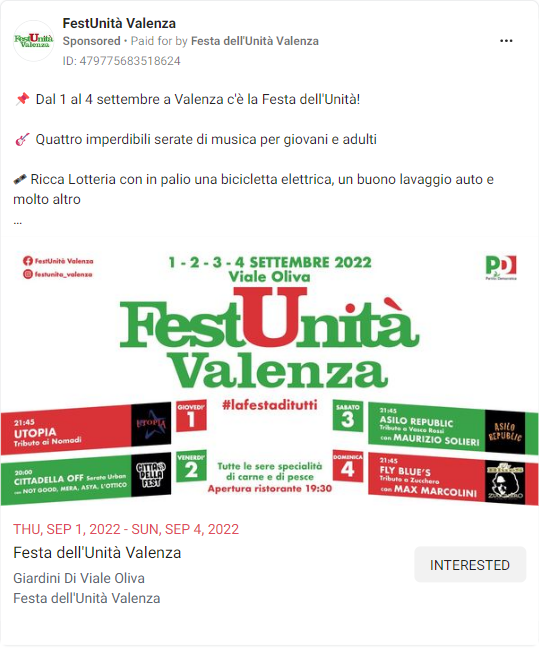 FestUnità Valenza
Sponsored • Paid for by Festa dell'Unità Valenza
ID: 479775683518624
Dal 1 al 4 settembre a Valenza c'è la Festa dell'Unità!
Quattro imperdibili serate di musica per giovani e adulti
Ricca Lotteria con in palio una bicicletta elettrica, un buono lavaggio auto e
molto altro
...
FestUnità Valenza
festunita_valenza
1 - 2 - 3 - 4 SETTEMBRE 2022
Viale Oliva
PD
Partito Democratico
FestUnità
Valenza
#lafestaditutti
21:45
UTOPIA
Tributo ai Nomadi
UTOPIA
GIOVEDI'
1
SABATO
3
21:45
ASILO REPUBLIC
Tributo a Vasco Rossi
con MAURIZIO SOLIERI
ASILO
REPUBLIC
20:00
CITTADELLA OFF Serata Urban
con NOT GOOD, MERA, ASTA, L'OTTICO
CITTADELLA
FEST
VENERDI'
2
Tutte le sere specialità
di carne e di pesce
Apertura ristorante 19:30
DOMENICA
4
21:45
FLY BLUE'S
Tributo a Zucchero
con MAX MARCOLINI
ZUCCHERO
THU, SEP 1, 2022 - SUN, SEP 4, 2022
Festa dell'Unità Valenza
INTERESTED
Giardini Di Viale Oliva
Festa dell'Unità Valenza